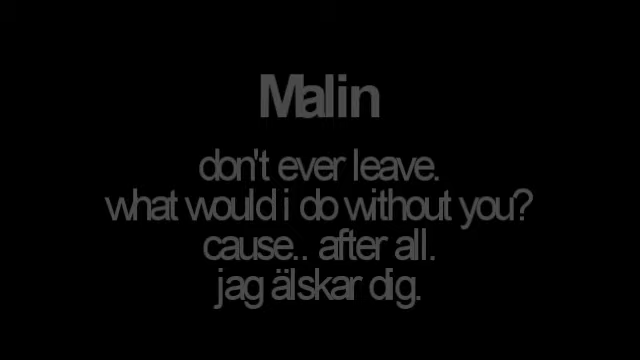 Malin
don't ever leave.
what would i do without you?
cause.. after all.
jag älskar dig.